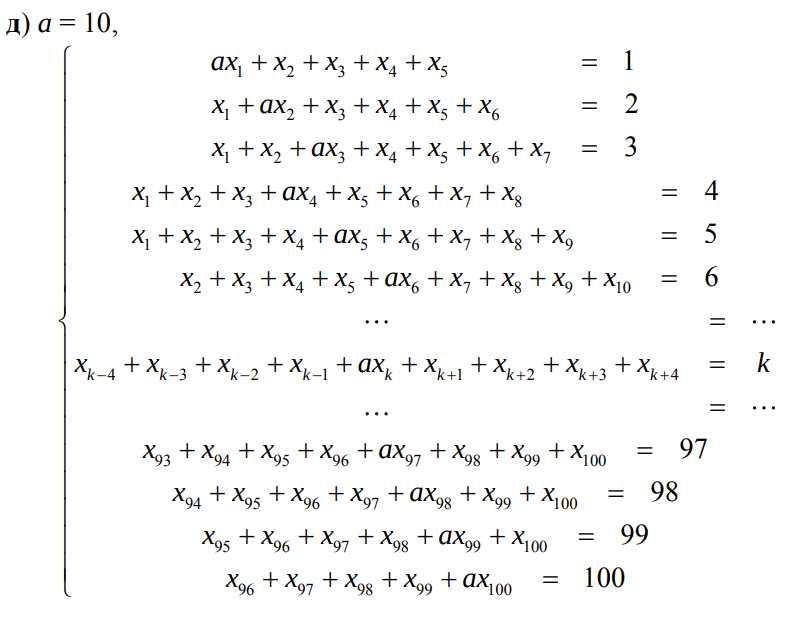 д) a = 10,
ax₁ + x₂ + x₃ + x₄ + x₅ = 1
x₁ + ax₂ + x₃ + x₄ + x₅ + x₆ = 2
x₁ + x₂ + ax₃ + x₄ + x₅ + x₆ + x₇ = 3
x₁ + x₂ + x₃ + ax₄ + x₅ + x₆ + x₇ + x₈ = 4
x₁ + x₂ + x₃ + x₄ + ax₅ + x₆ + x₇ + x₈ + x₉ = 5
x₂ + x₃ + x₄ + x₅ + ax₆ + x₇ + x₈ + x₉ + x₁₀ = 6
... = ...
xₖ₋₄ + xₖ₋₃ + xₖ₋₂ + xₖ₋₁ + axₖ + xₖ₊₁ + xₖ₊₂ + xₖ₊₃ + xₖ₊₄ = k
... = ...
x₉₃ + x₉₄ + x₉₅ + x₉₆ + ax₉₇ + x₉₈ + x₉₉ + x₁₀₀ = 97
x₉₄ + x₉₅ + x₉₆ + x₉₇ + ax₉₈ + x₉₉ + x₁₀₀ = 98
x₉₅ + x₉₆ + x₉₇ + x₉₈ + ax₉₉ + x₁₀₀ = 99
x₉₆ + x₉₇ + x₉₈ + x₉₉ + ax₁₀₀ = 100